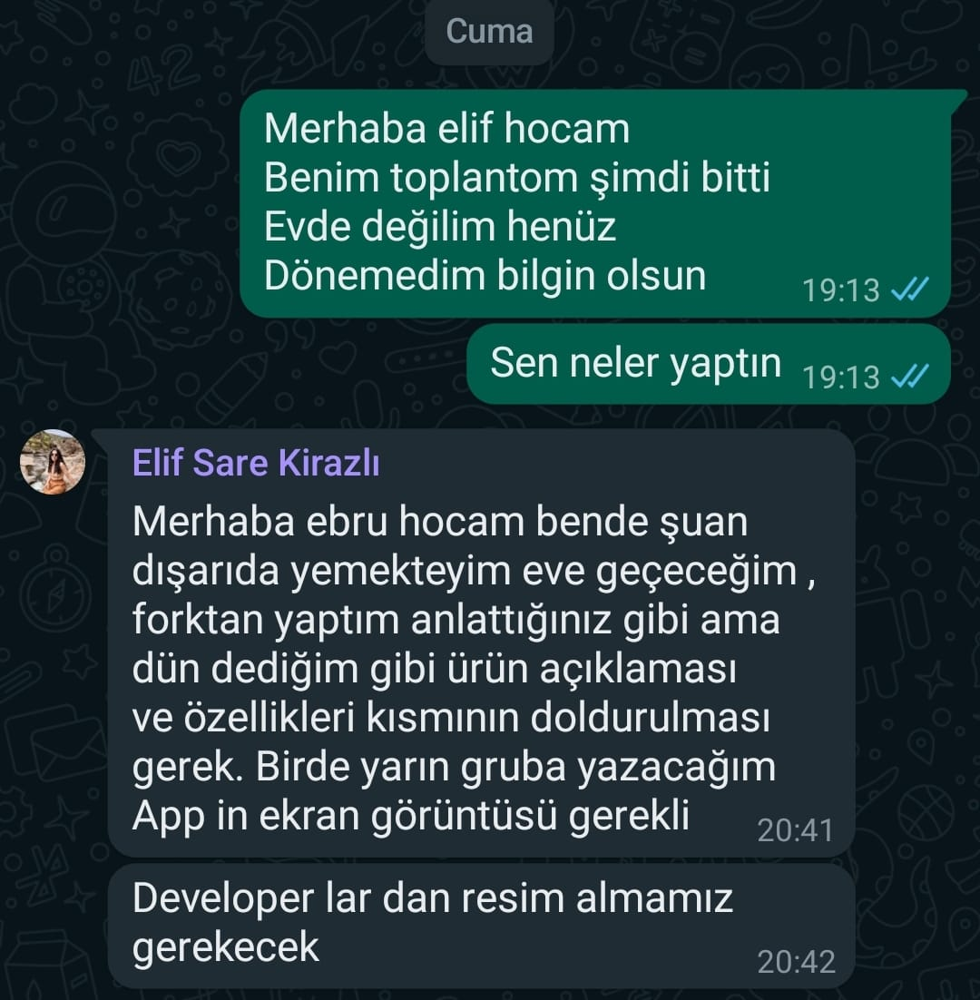 Cuma
Merhaba elif hocam
Benim toplantom şimdi bitti
Evde değilim henüz
Dönemedim bilgin olsun
19:13
Sen neler yaptın
19:13
Elif Sare Kirazlı
Merhaba ebru hocam bende şuan
dışarıda yemekteyim eve geçeceğim ,
forktan yaptım anlattığınız gibi ama
dün dediğim gibi ürün açıklaması
ve özellikleri kısmının doldurulması
gerek. Birde yarın gruba yazacağım
App in ekran görüntüsü gerekli
20:41
Developer lar dan resim almamız
gerekecek
20:42